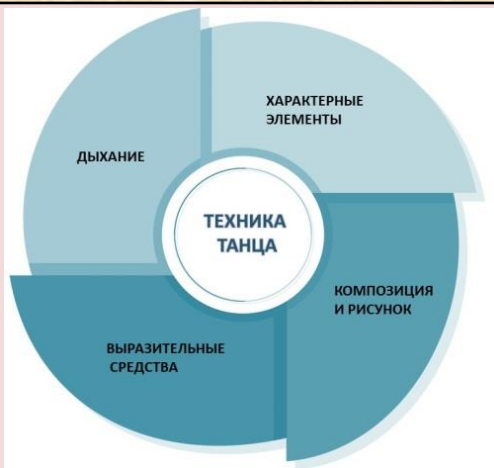 ДЫХАНИЕ
ХАРАКТЕРНЫЕ
ЭЛЕМЕНТЫ
ТЕХНИКА
ТАНЦА
КОМПОЗИЦИЯ
И РИСУНОК
ВЫРАЗИТЕЛЬНЫЕ
СРЕДСТВА